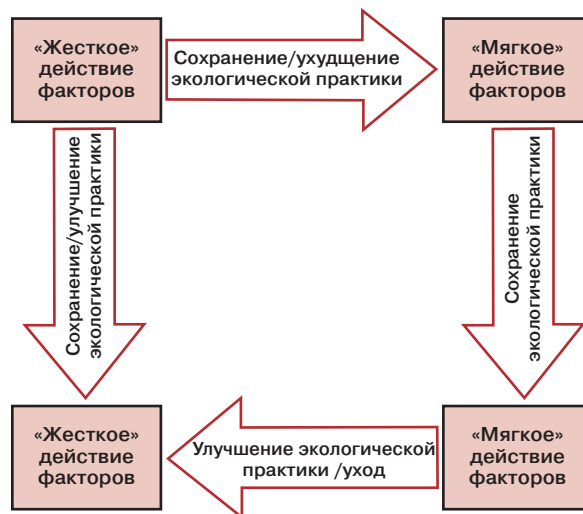 «Жесткое»
действие
факторов
Сохранение/ухудщение
экологической практики
«Мягкое»
действие
факторов
Сохранение/улучшение
экологической практики
Сохранение
экологической практики
«Жесткое»
действие
факторов
Улучшение экологической
практики /уход
«Мягкое»
действие
факторов